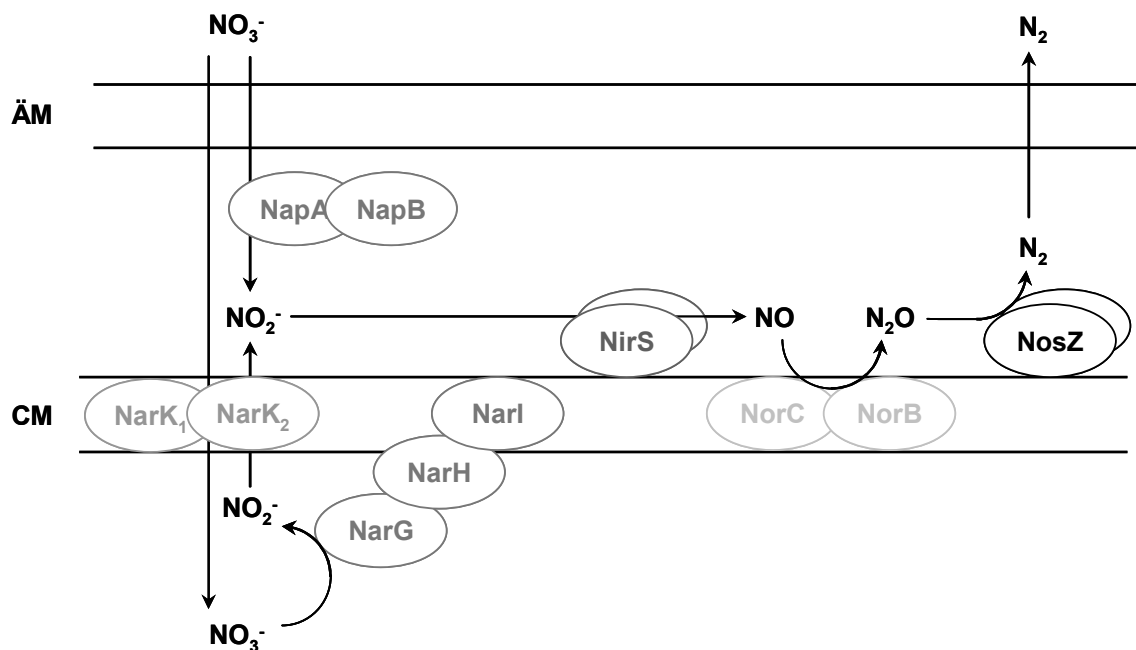 NO₃⁻ N₂
ÄM
NapA NapB
N₂
NO₂⁻ NirS NO N₂O NosZ
CM NarK₁ NarK₂ NarI NorC NorB
NarH
NO₂⁻ NarG
NO₃⁻